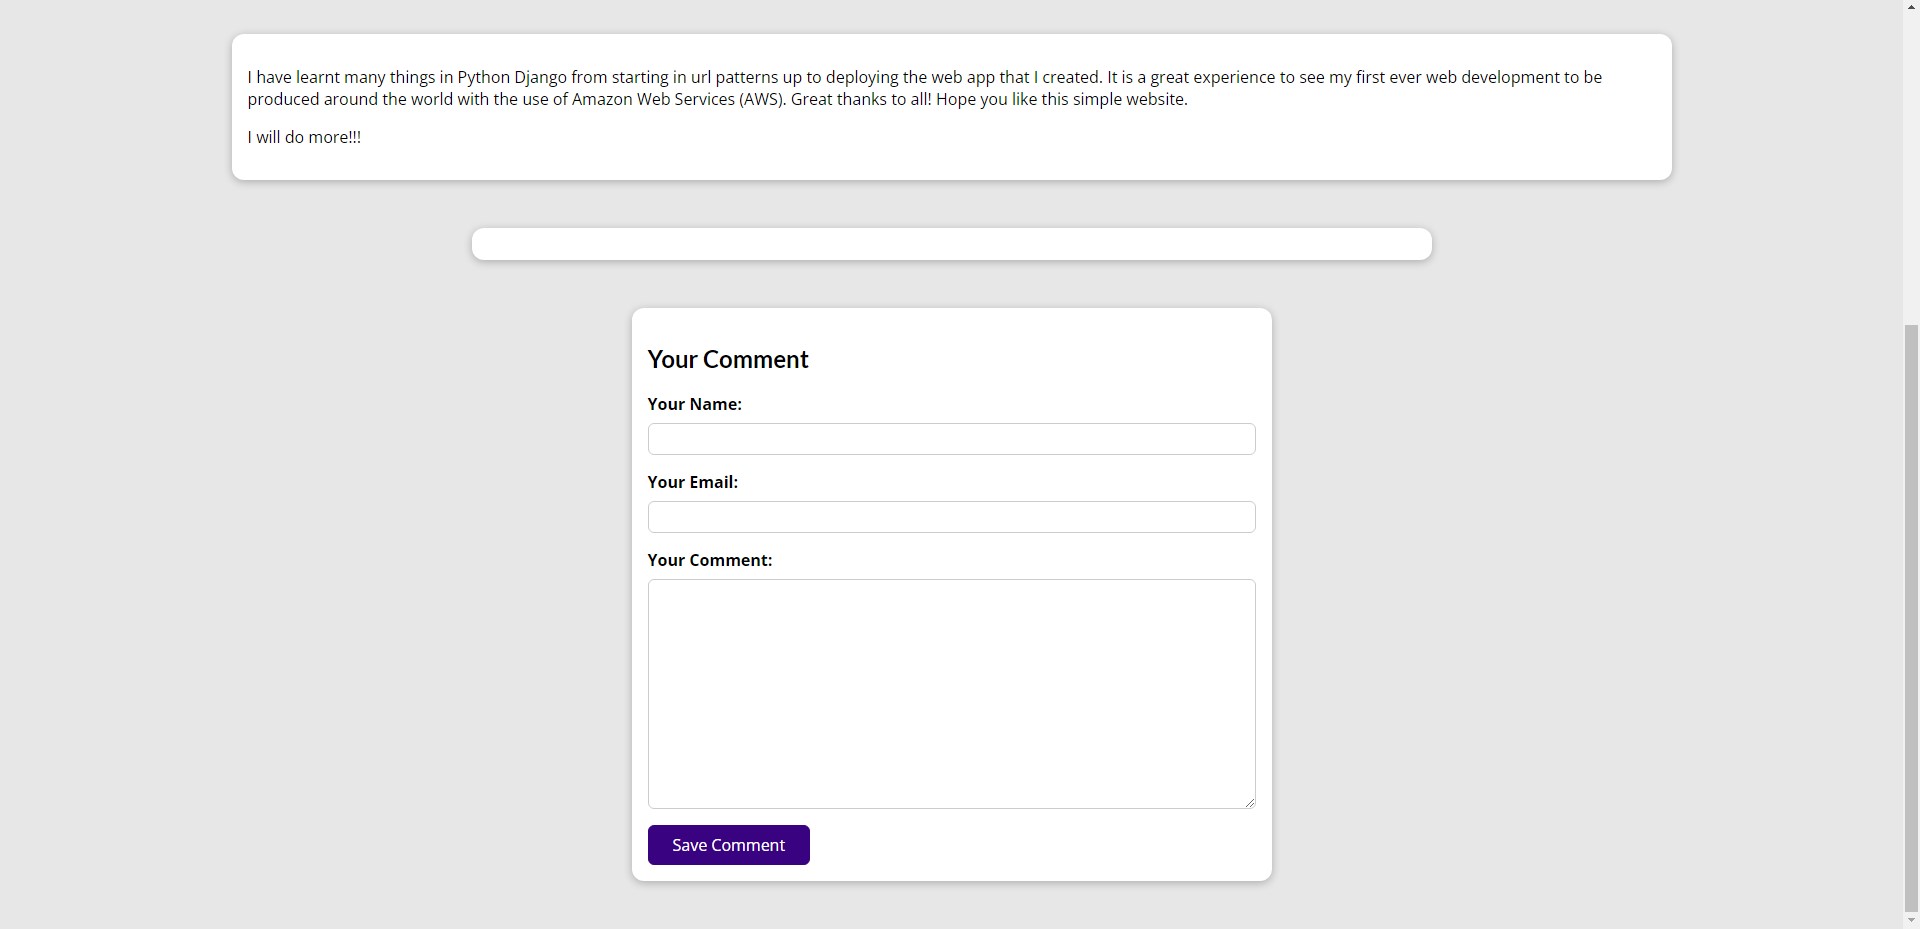 I have learnt many things in Python Django from starting in url patterns up to deploying the web app that I created. It is a great experience to see my first ever web development to be
produced around the world with the use of Amazon Web Services (AWS). Great thanks to all! Hope you like this simple website.
I will do more!!!
Your Comment
Your Name:
Your Email:
Your Comment:
Save Comment